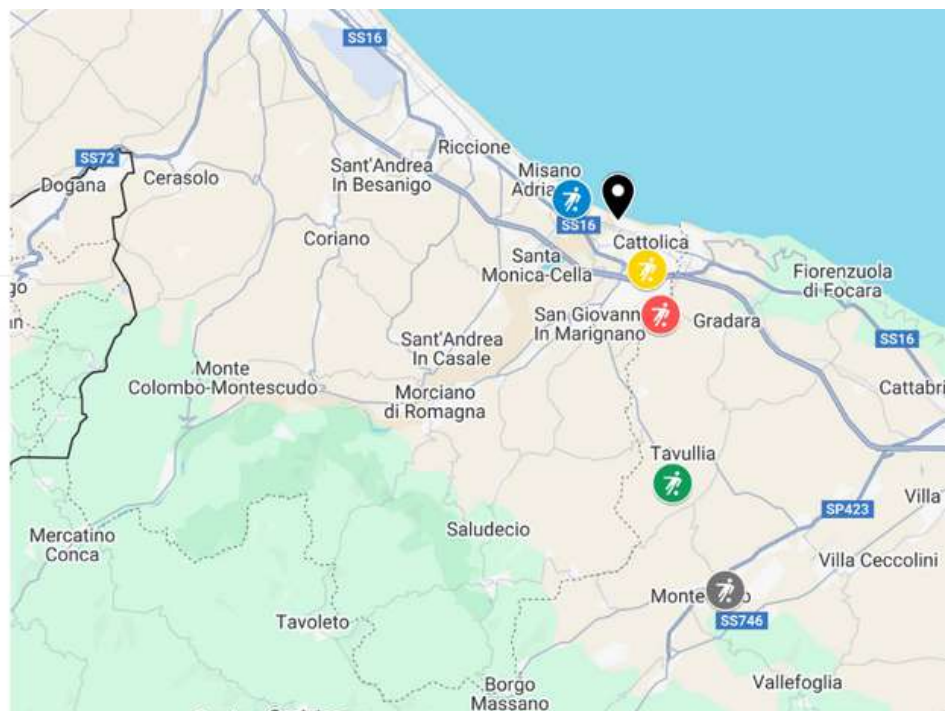 SS16
Riccione
Misano
SS72
Sant'Andrea
In Besanigo
Dogana
Cerasolo
SS16
Coriano
Cattolica
Santa
Monica-Cella
Fiorenzuola
di Focara
San Giovann
In Marignano
Gradara
Sant'Andrea
In Casale
SS16
Monte
Colombo-Montescudo
Cattabri
Morciano
di Romagna
Tavullia
Villa
SP423
Saludecio
Mercatino
Conca
Villa Ceccolini
Monte
SS746
Tavoleto
Borgo
Massano
Vallefoglia